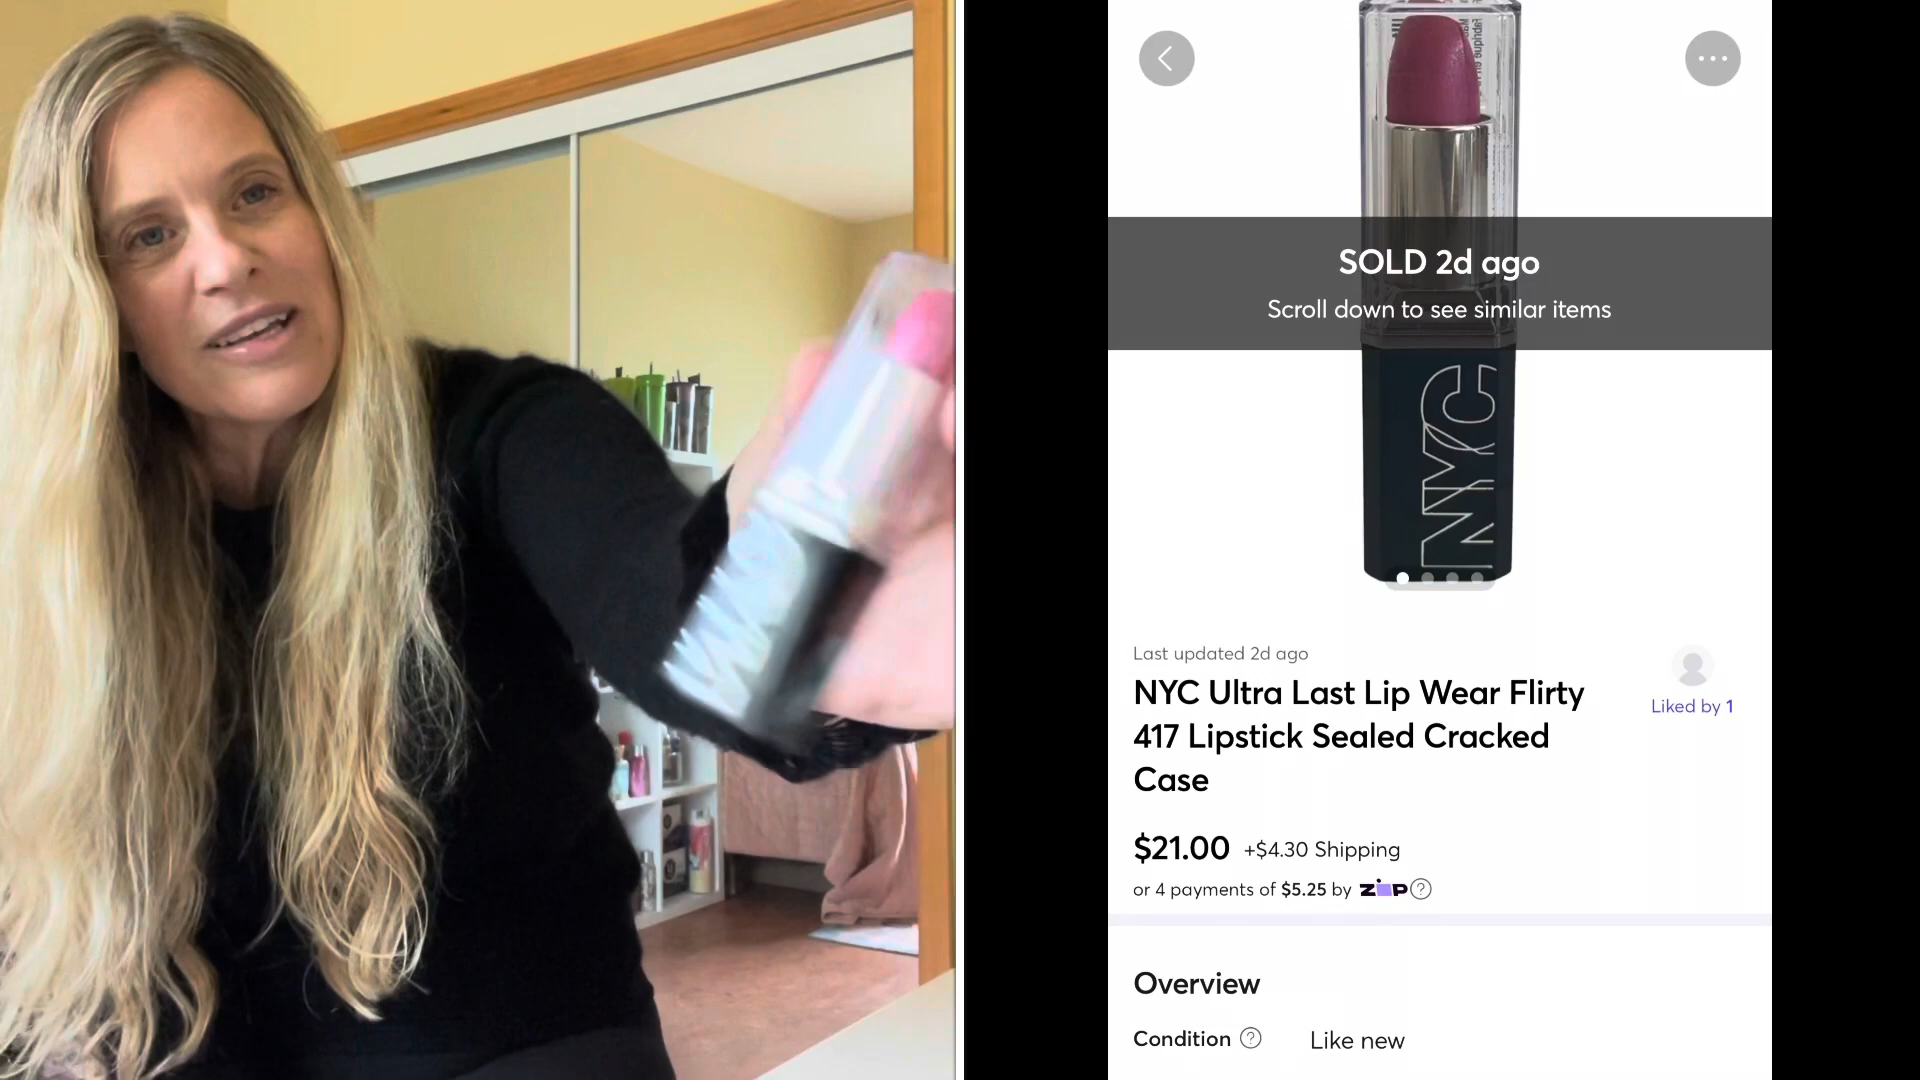 SOLD 2d ago
Scroll down to see similar items
NYC
Last updated 2d ago
NYC Ultra Last Lip Wear Flirty
417 Lipstick Sealed Cracked
Case
Liked by 1
$21.00 +$4.30 Shipping
or 4 payments of $5.25 by ZIP ?
Overview
Condition ? Like new